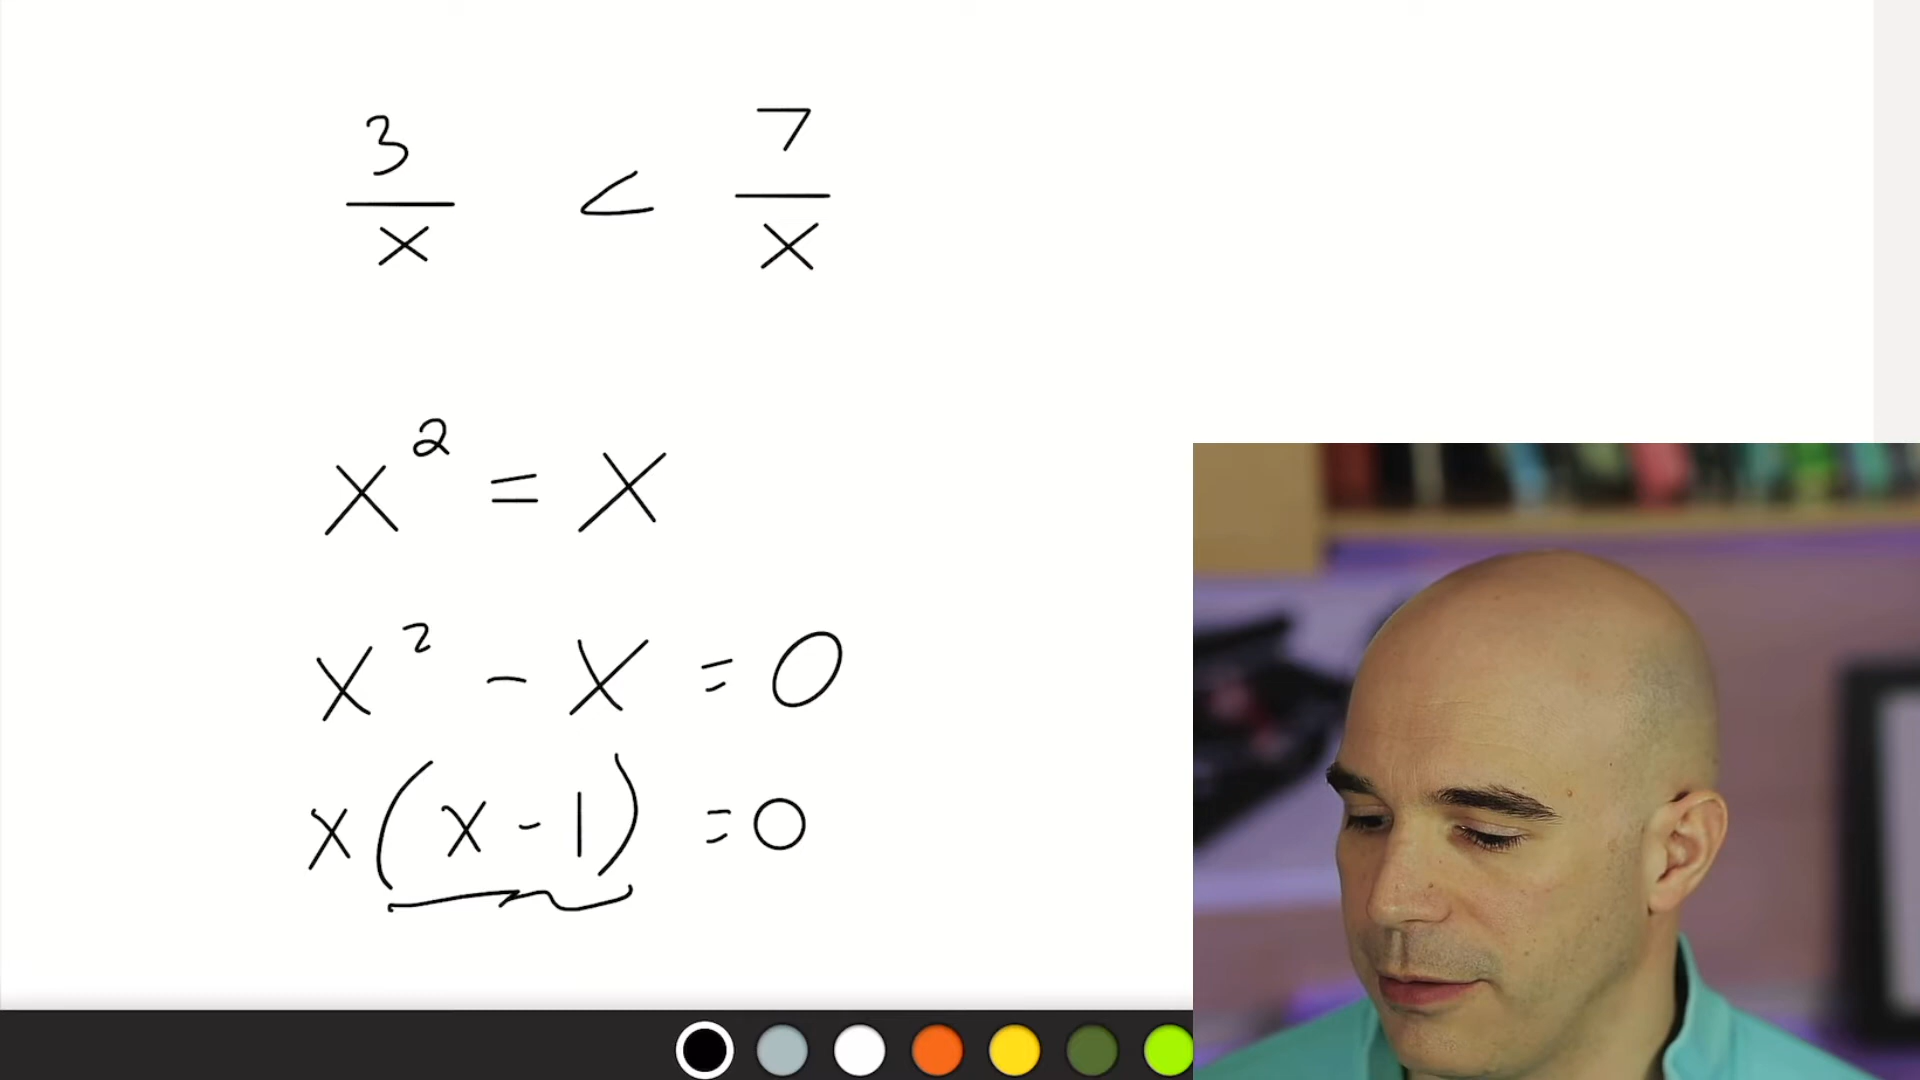 3/x < 7/x
x² = x
x² - x = 0
x(x-1) = 0